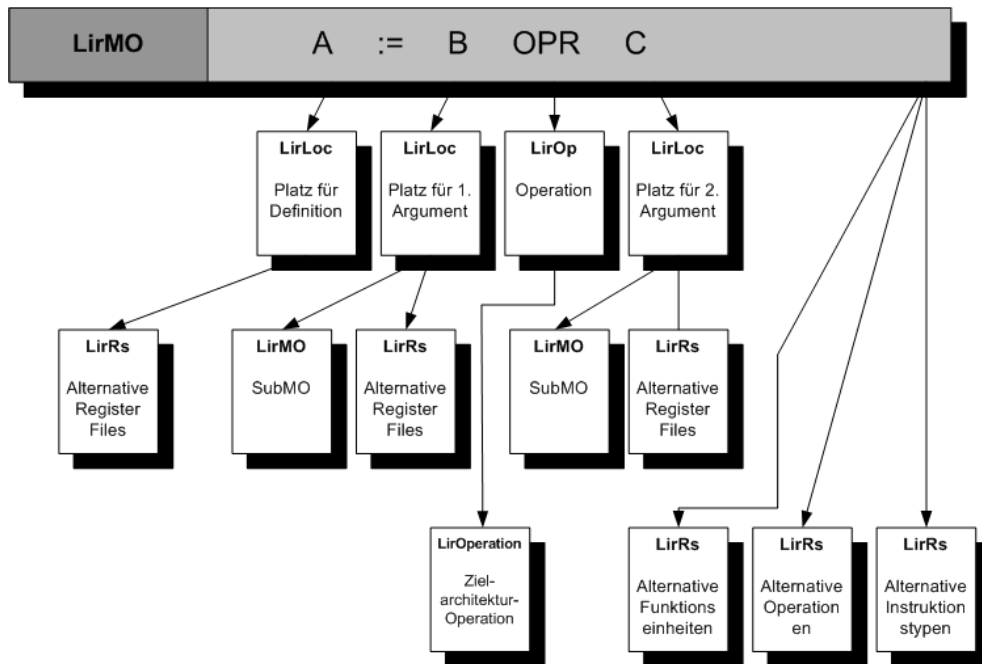 LirMO A := B OPR C
LirLoc
Platz für
Definition
LirLoc
Platz für 1.
Argument
LirOp
Operation
LirLoc
Platz für 2.
Argument
LirRs
Alternative
Register
Files
LirMO
SubMO
LirRs
Alternative
Register
Files
LirMO
SubMO
LirRs
Alternative
Register
Files
LirOperation
Ziel-
architektur-
Operation
LirRs
Alternative
Funktions
einheiten
LirRs
Alternative
Operation
en
LirRs
Alternative
Instruktion
stypen